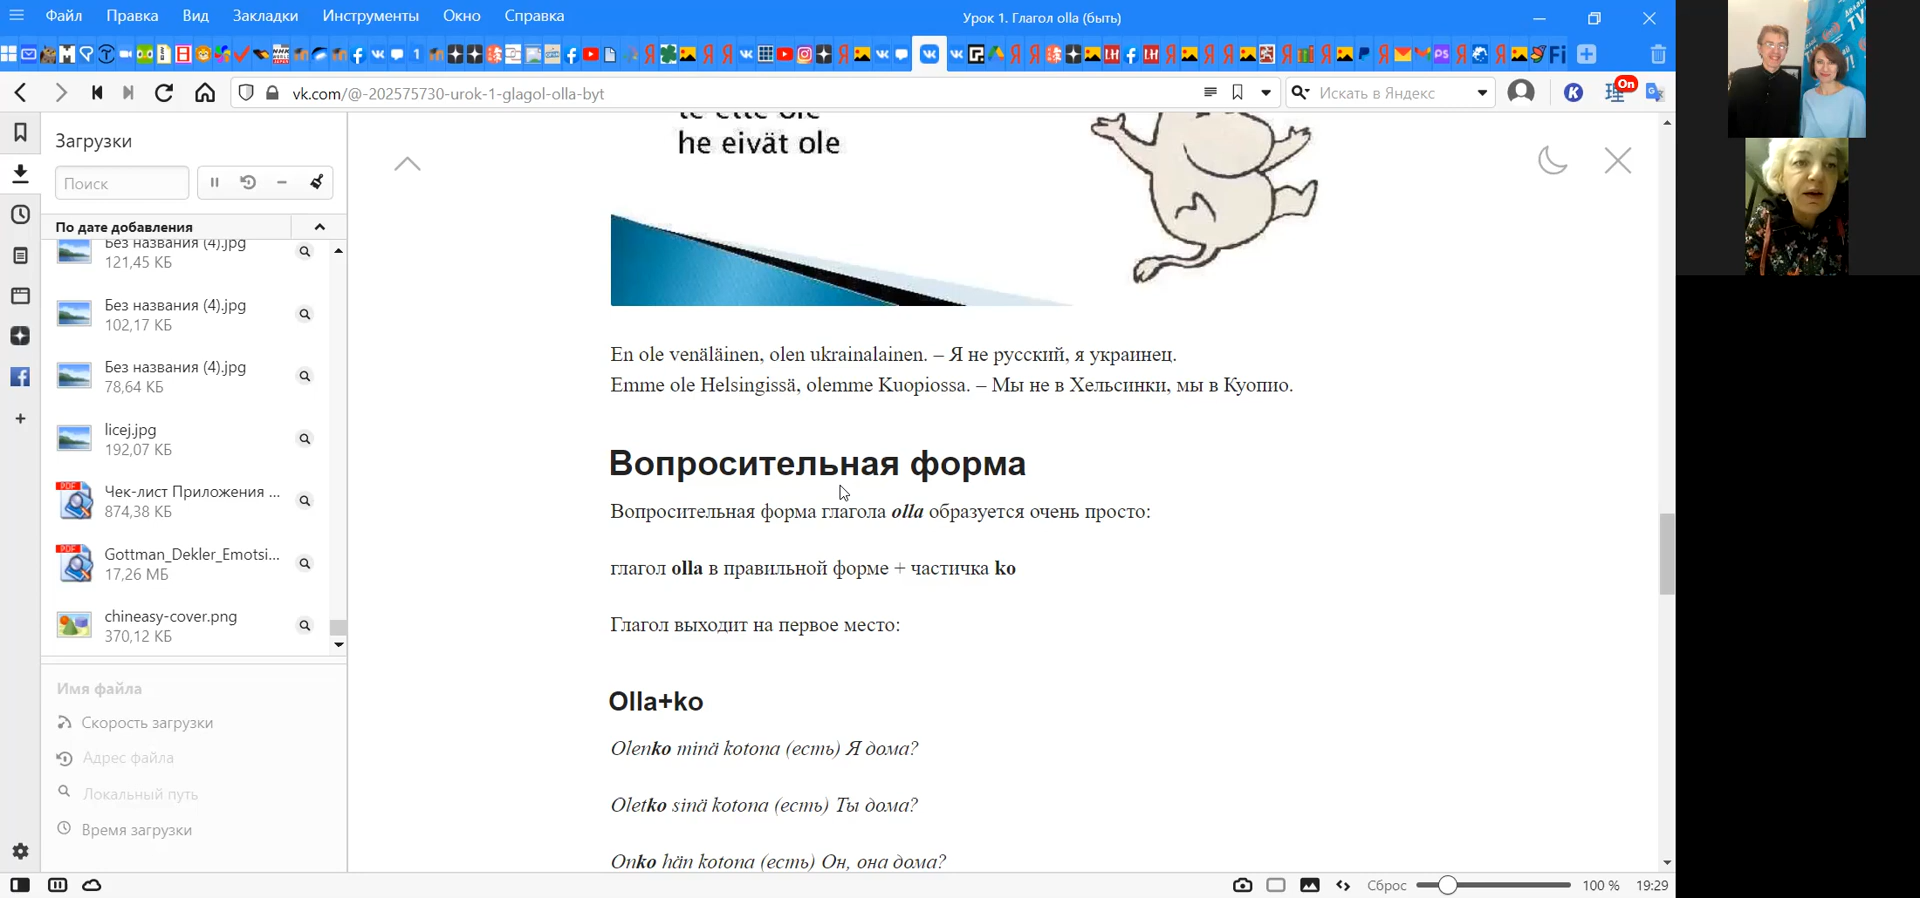 Файл Правка Вид Закладки Инструменты Окно Справка
Урок 1. Глагол olla (быть)
vk.com/@-202575730-urok-1-glagol-olla-byt
Искать в Яндекс
On
Загрузки
Поиск
По дате добавления
Без названия (4).jpg
121,45 КБ
Без названия (4).jpg
102,17 КБ
Без названия (4).jpg
78,64 КБ
licej.jpg
192,07 КБ
Чек-лист Приложения ...
874,38 КБ
Gottman_Dekler_Emotsi...
17,26 МБ
chineasy-cover.png
370,12 КБ
Имя файла
Скорость загрузки
Адрес файла
Локальный путь
Время загрузки
te ette ole
he eivät ole
En ole venäläinen, olen ukrainalainen. – Я не русский, я украинец.
Emme ole Helsingissä, olemme Kuopiossa. – Мы не в Хельсинки, мы в Куопио.
Вопросительная форма
Вопросительная форма глагола olla образуется очень просто:
глагол olla в правильной форме + частичка ko
Глагол выходит на первое место:
Olla+ko
Olenko minä kotona (есть) Я дома?
Oletko sinä kotona (есть) Ты дома?
Onko hän kotona (есть) Он, она дома?
Сброс 100 % 19:29